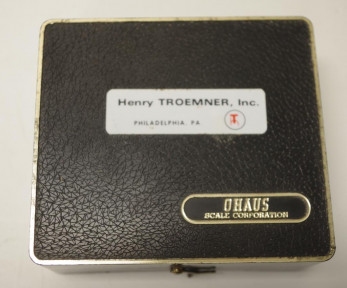 Henry TROEMNER, Inc.
PHILADELPHIA, PA
T
OHAUS
SCALE CORPORATION